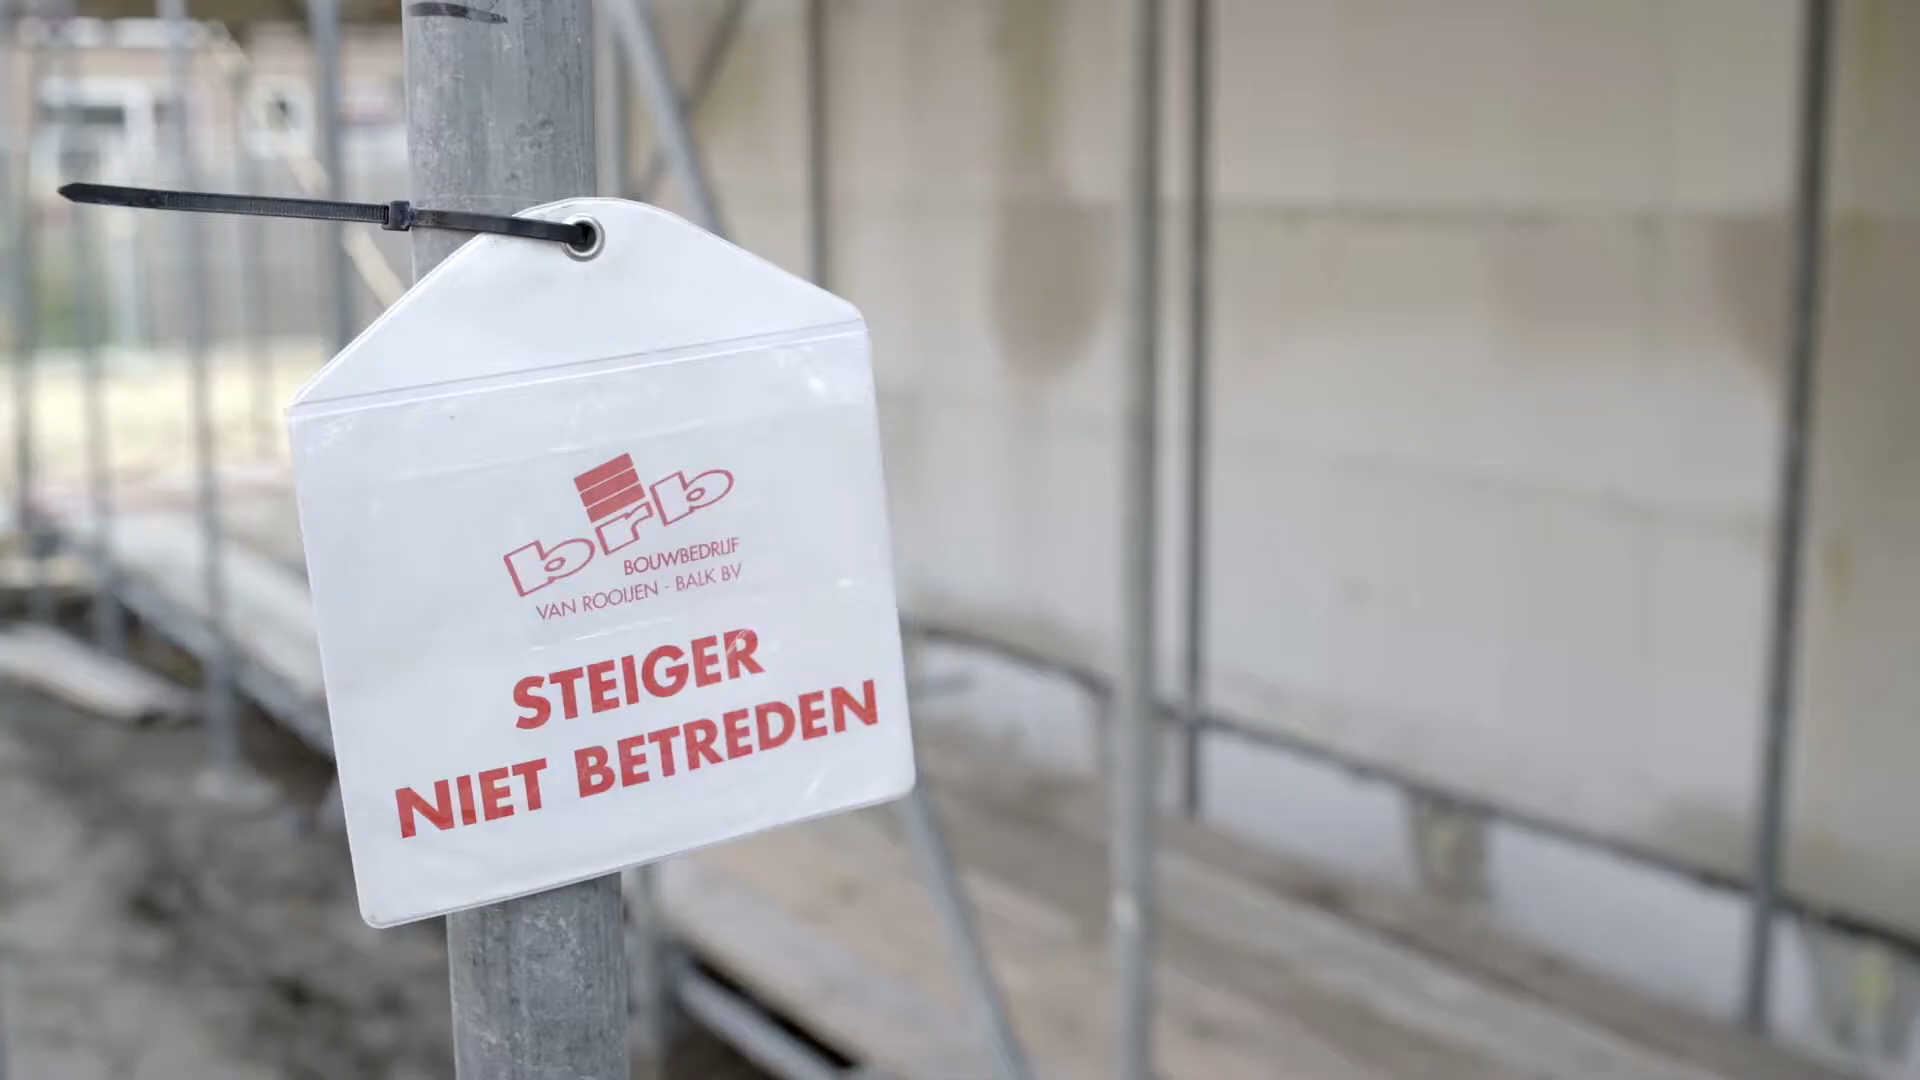 brb
BOUWBEDRIJF
VAN ROOIJEN - BALK BV
STEIGER
NIET BETREDEN